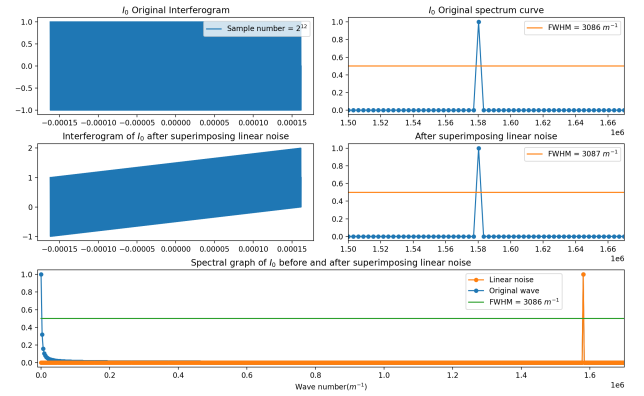 I₀ Original Interferogram
I₀ Original spectrum curve
Sample number = 2¹²
FWHM = 3086 m⁻¹
1.0
0.5
0.0
−0.5
−1.0
−0.00015 −0.00010 −0.00005 0.00000 0.00005 0.00010 0.00015
1.0
0.8
0.6
0.4
0.2
0.0
1.50 1.52 1.54 1.56 1.58 1.60 1.62 1.64 1.66
1e6
Interferogram of I₀ after superimposing linear noise
After superimposing linear noise
2
1
0
−1
−0.00015 −0.00010 −0.00005 0.00000 0.00005 0.00010 0.00015
FWHM = 3087 m⁻¹
1.0
0.8
0.6
0.4
0.2
0.0
1.50 1.52 1.54 1.56 1.58 1.60 1.62 1.64 1.66
1e6
Spectral graph of I₀ before and after superimposing linear noise
Linear noise
Original wave
FWHM = 3086 m⁻¹
1.0
0.8
0.6
0.4
0.2
0.0
0.0 0.2 0.4 0.6 0.8 1.0 1.2 1.4 1.6
Wave number(m⁻¹)
1e6